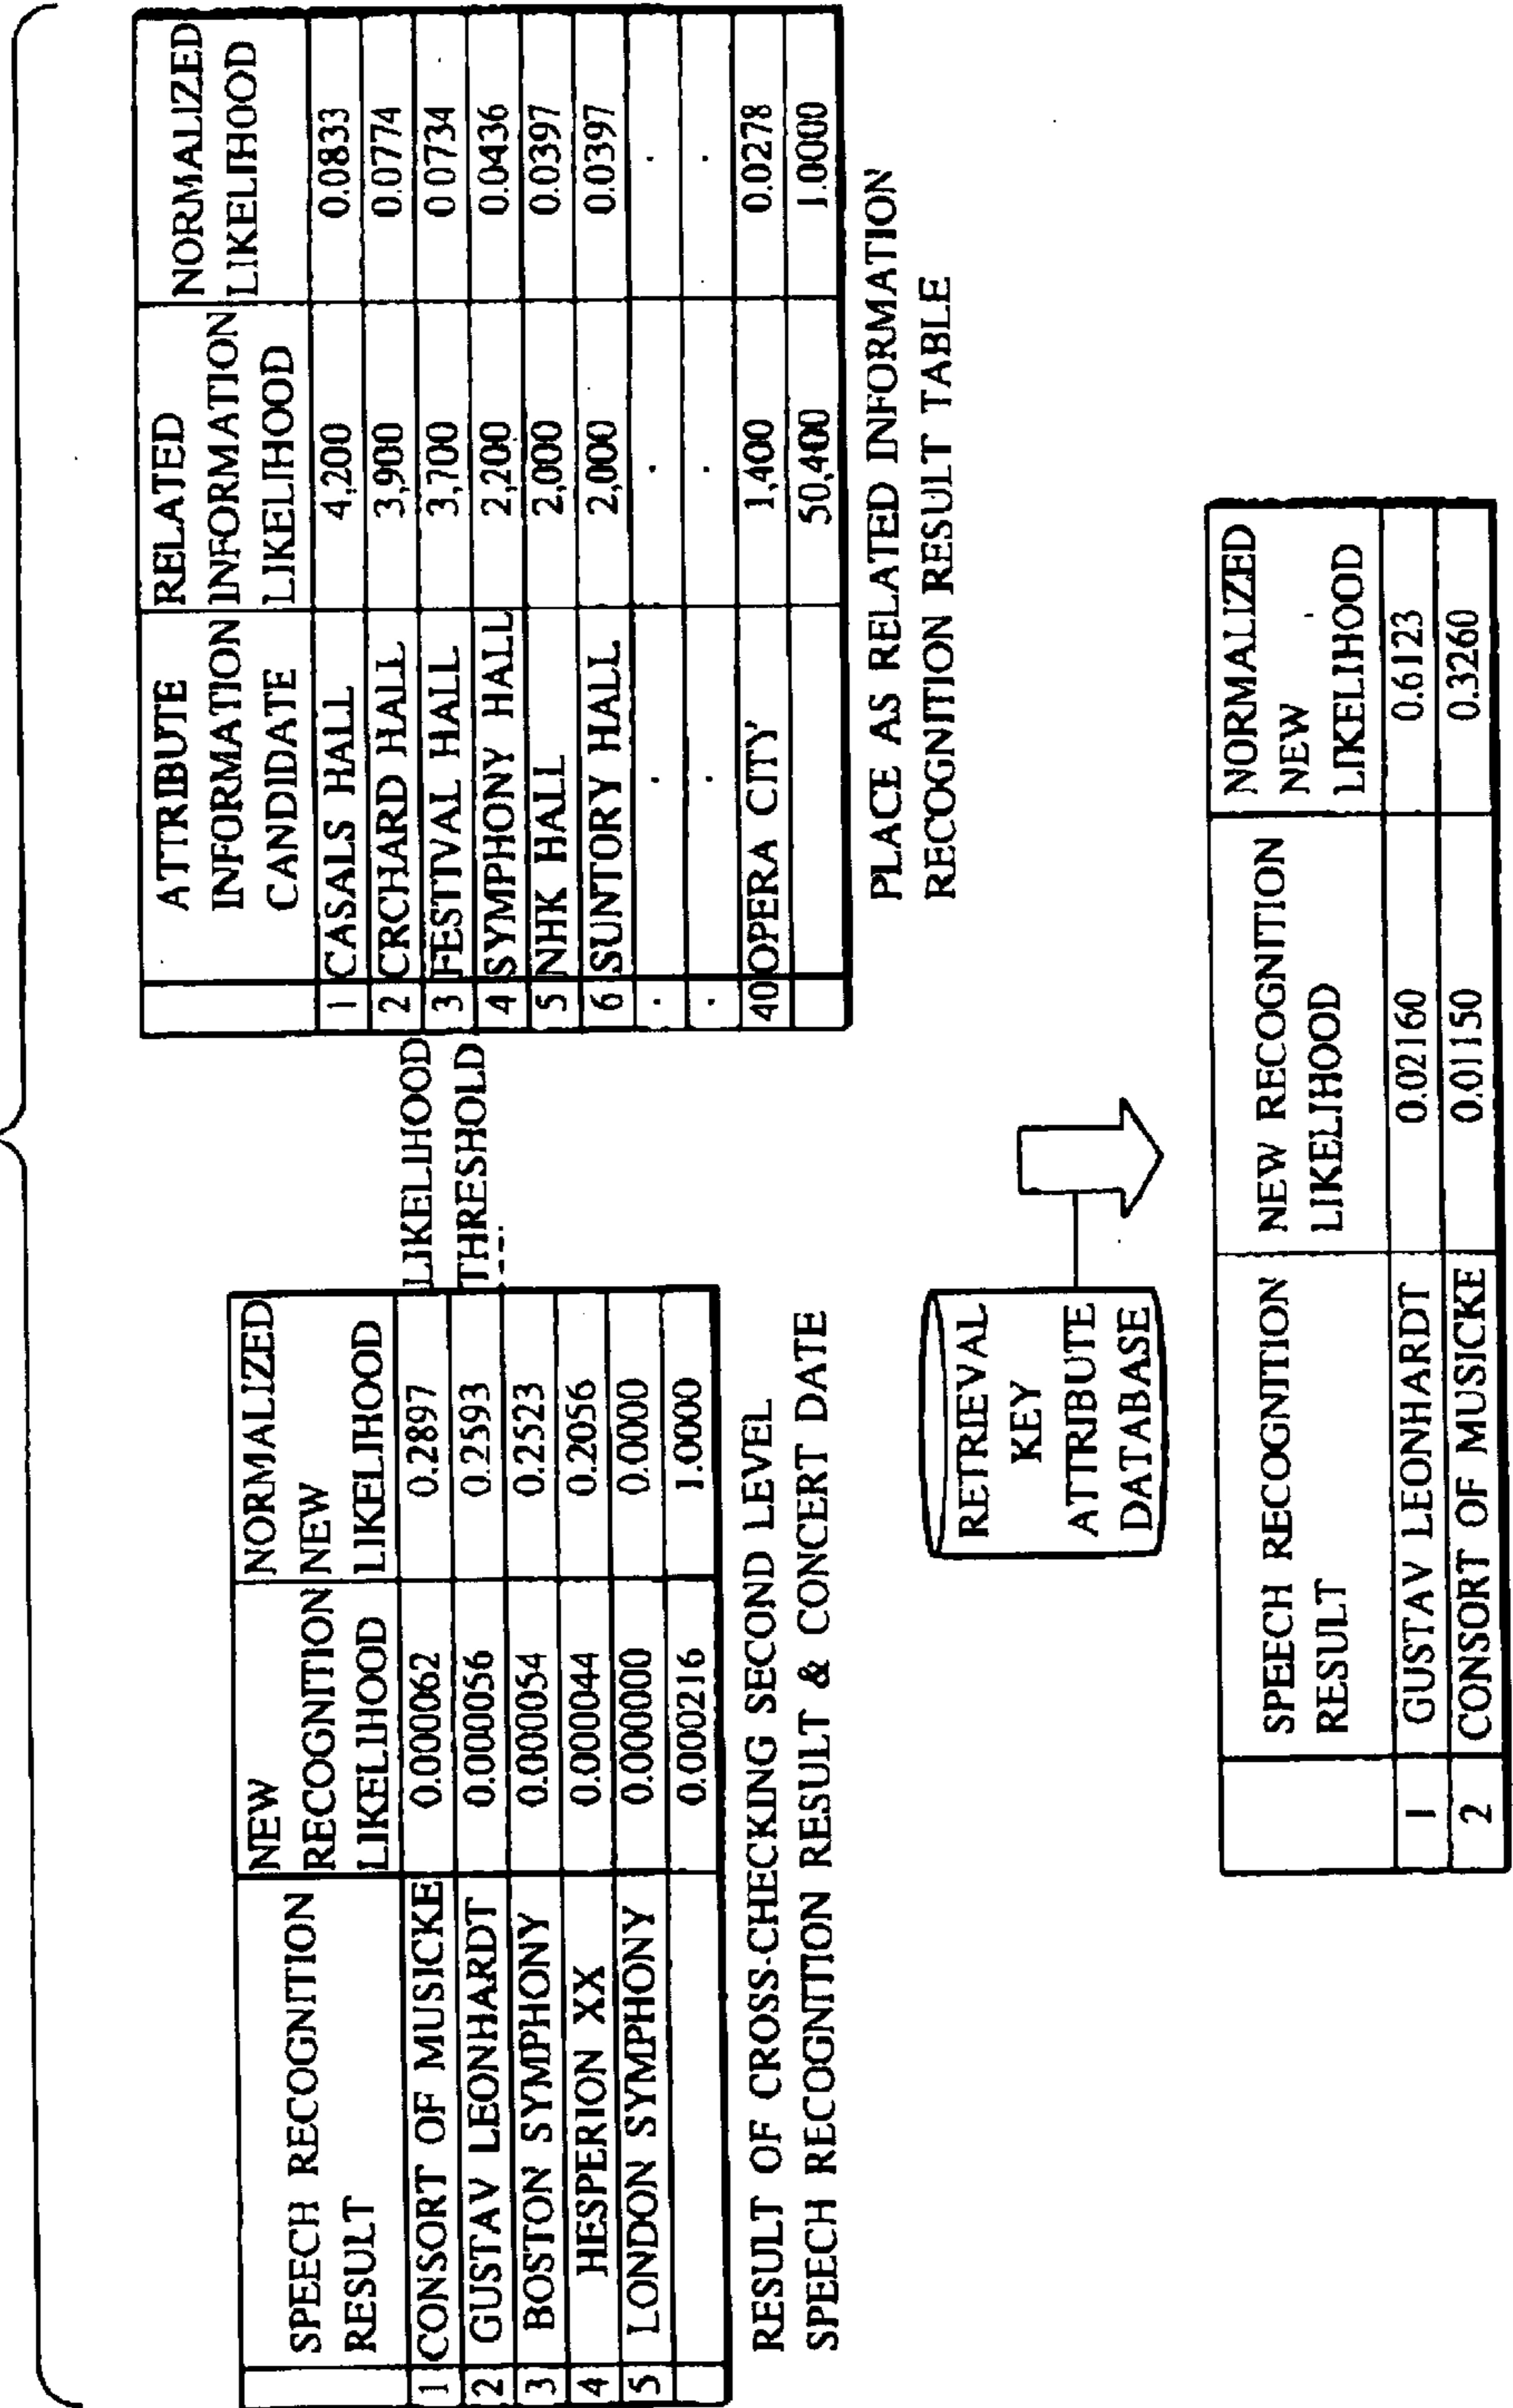 SPEECH RECOGNITION RESULT NEW RECOGNITION LIKELIHOOD NORMALIZED NEW LIKELIHOOD
1 CONSORT OF MUSICKE 0.000062 0.2897
2 GUSTAV LEONHARDT 0.000056 0.2593
3 BOSTON SYMPHONY 0.000054 0.2523
4 HESPERION XX 0.000044 0.2056
5 LONDON SYMPHONY 0.000000 0.0000
0.000216 1.0000
RESULT OF CROSS-CHECKING SECOND LEVEL
SPEECH RECOGNITION RESULT & CONCERT DATE
LIKELIHOOD
THRESHOLD
ATTRIBUTE INFORMATION CANDIDATE RELATED INFORMATION LIKELIHOOD NORMALIZED LIKELIHOOD
1 CASALS HALL 4,200 0.0833
2 CRCHARD HALL 3,900 0.0774
3 FESTIVAL HALL 3,700 0.0734
4 SYMPHONY HALL 2,200 0.0436
5 NHK HALL 2,000 0.0397
6 SUNTORY HALL 2,000 0.0397
. . . .
. . . .
40 OPERA CITY 1,400 0.0278
50,400 1.0000
PLACE AS RELATED INFORMATION
RECOGNITION RESULT TABLE
RETRIEVAL
KEY
ATTRIBUTE
DATABASE
SPEECH RECOGNITION RESULT NEW RECOGNITION LIKELIHOOD NORMALIZED NEW LIKELIHOOD
1 GUSTAV LEONHARDT 0.02160 0.6123
2 CONSORT OF MUSICKE 0.01150 0.3260